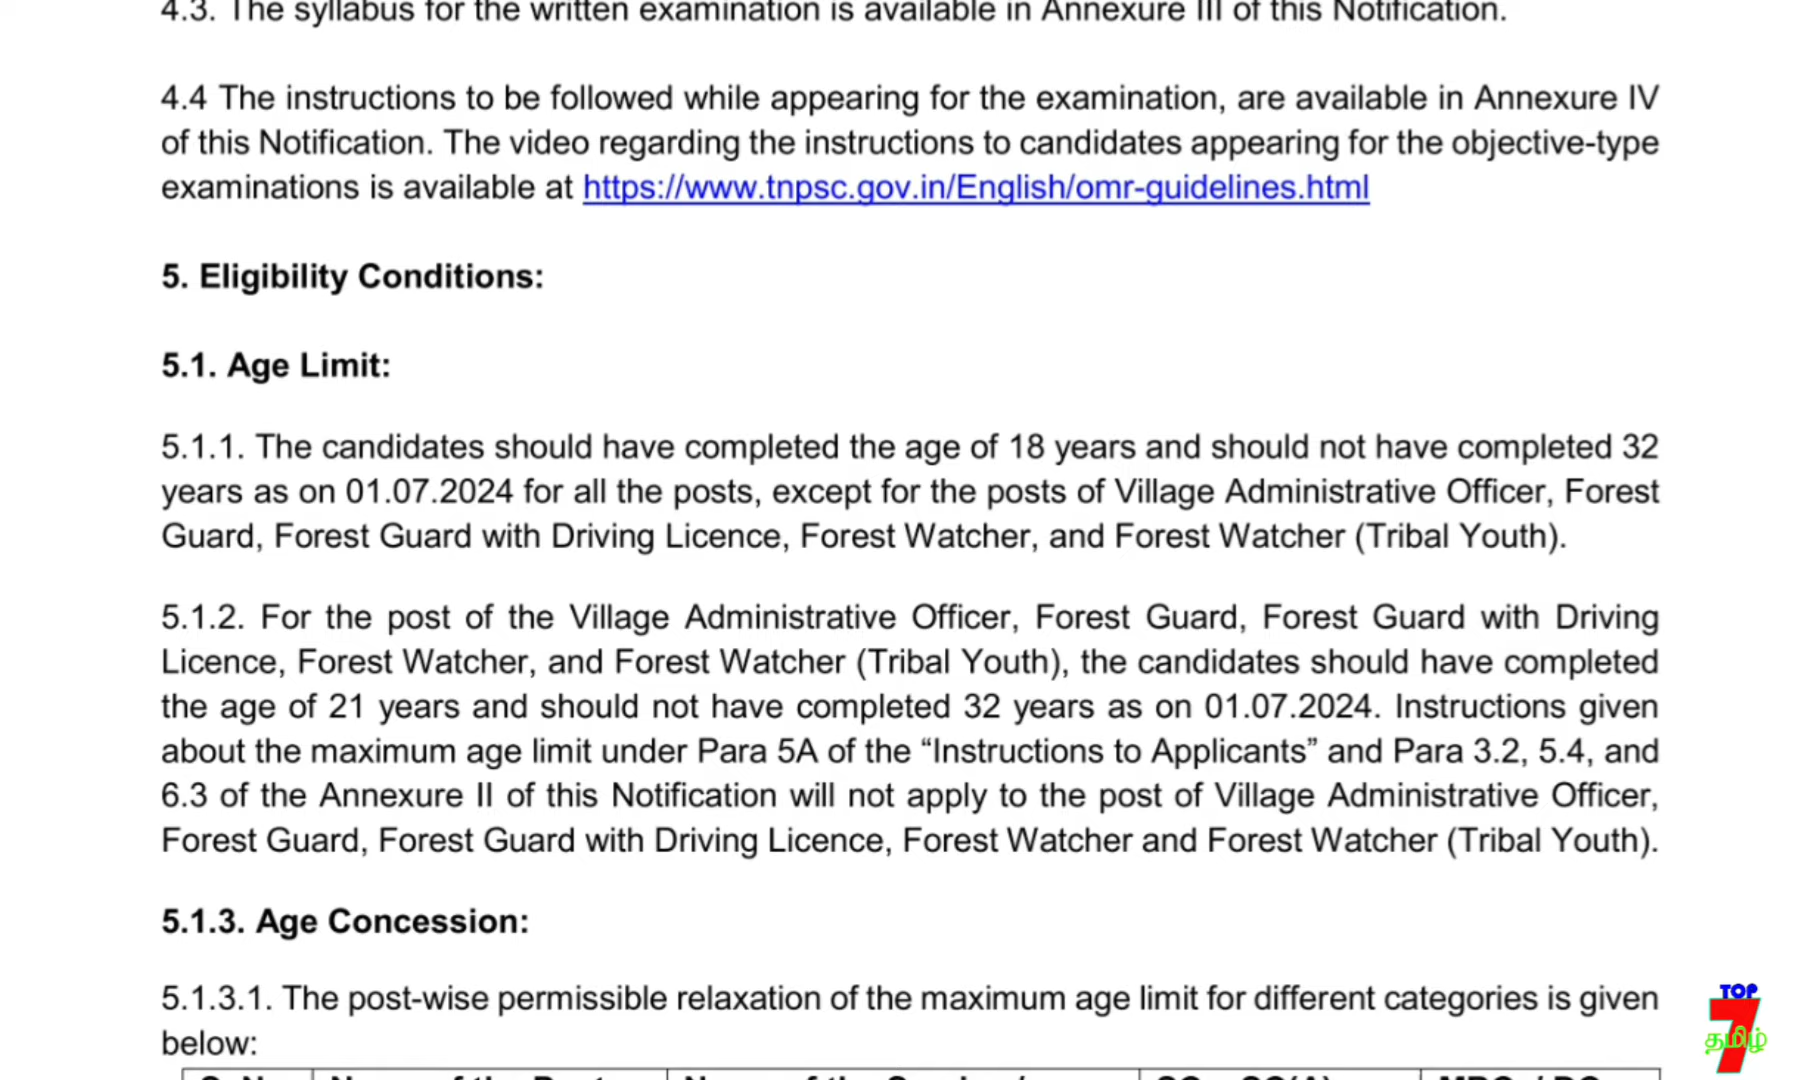 4.3. The syllabus for the written examination is available in Annexure III of this Notification.
4.4 The instructions to be followed while appearing for the examination, are available in Annexure IV
of this Notification. The video regarding the instructions to candidates appearing for the objective-type
examinations is available at https://www.tnpsc.gov.in/English/omr-guidelines.html
5. Eligibility Conditions:
5.1. Age Limit:
5.1.1. The candidates should have completed the age of 18 years and should not have completed 32
years as on 01.07.2024 for all the posts, except for the posts of Village Administrative Officer, Forest
Guard, Forest Guard with Driving Licence, Forest Watcher, and Forest Watcher (Tribal Youth).
5.1.2. For the post of the Village Administrative Officer, Forest Guard, Forest Guard with Driving
Licence, Forest Watcher, and Forest Watcher (Tribal Youth), the candidates should have completed
the age of 21 years and should not have completed 32 years as on 01.07.2024. Instructions given
about the maximum age limit under Para 5A of the “Instructions to Applicants” and Para 3.2, 5.4, and
6.3 of the Annexure II of this Notification will not apply to the post of Village Administrative Officer,
Forest Guard, Forest Guard with Driving Licence, Forest Watcher and Forest Watcher (Tribal Youth).
5.1.3. Age Concession:
5.1.3.1. The post-wise permissible relaxation of the maximum age limit for different categories is given
below:
TOP
7
தமிழ்